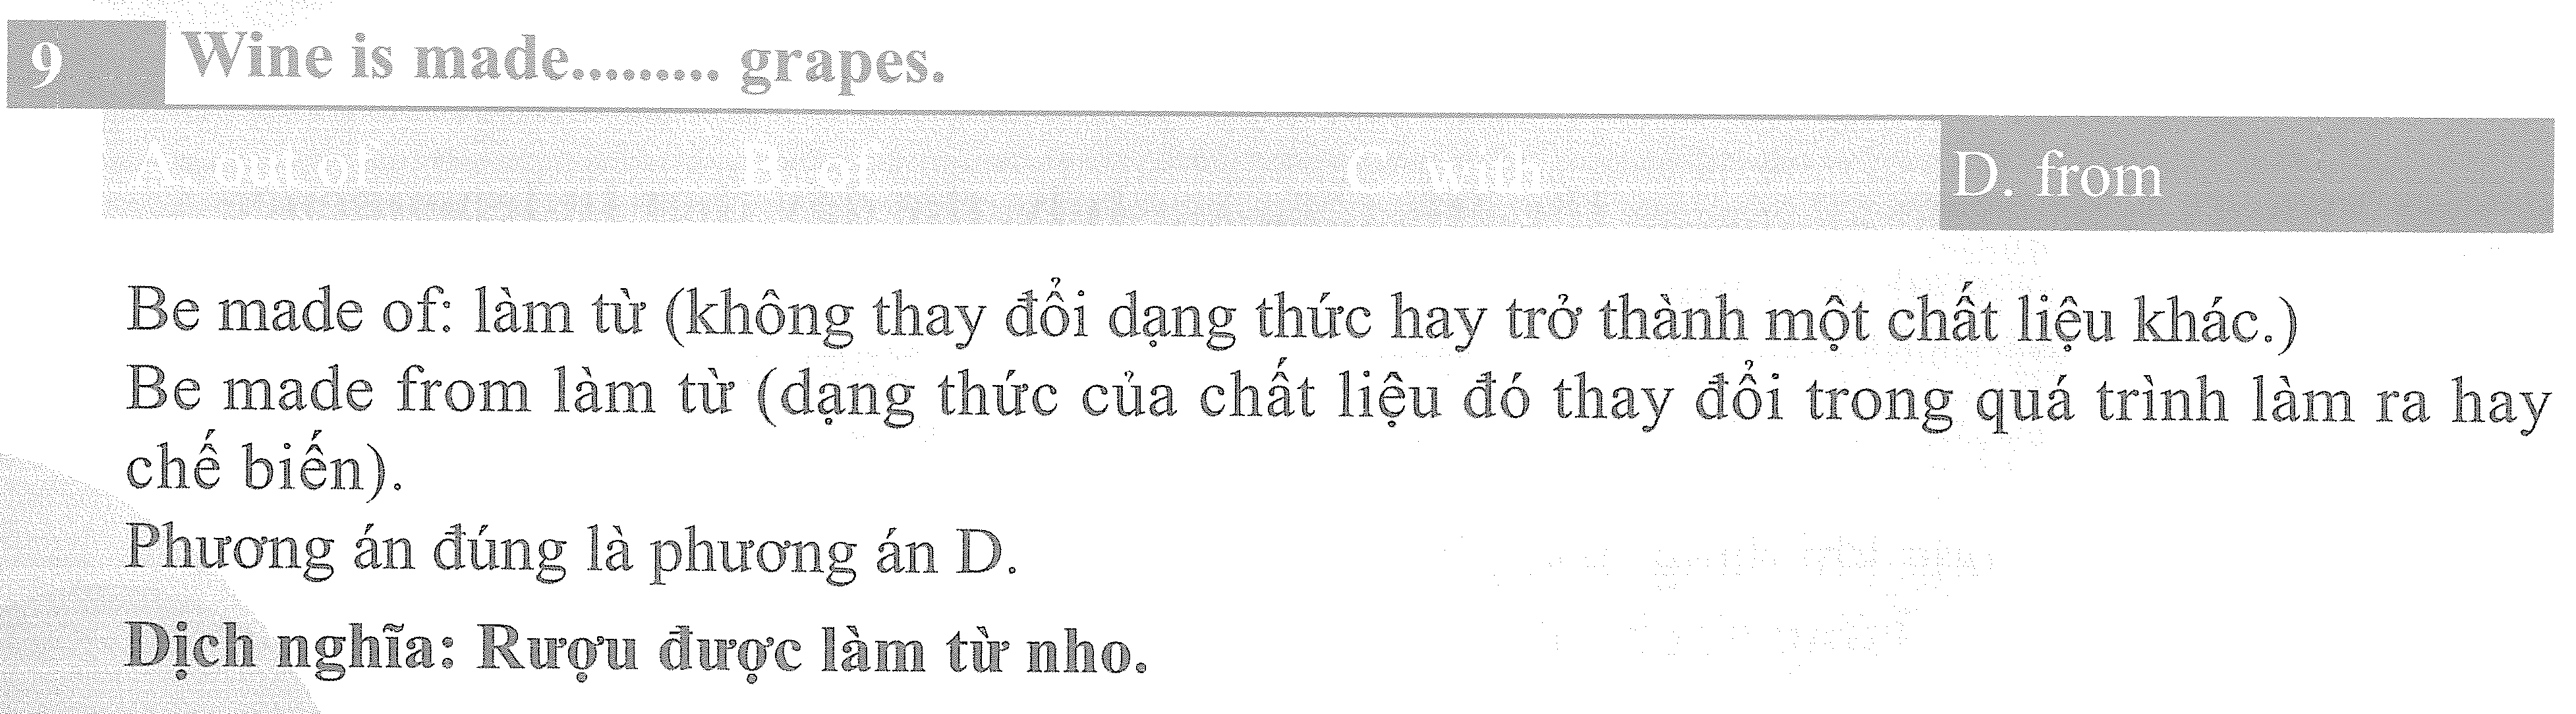 9 Wine is made......... grapes.
A. out of B. of C. with D. from
Be made of: làm từ (không thay đổi dạng thức hay trở thành một chất liệu khác.)
Be made from làm từ (dạng thức của chất liệu đó thay đổi trong quá trình làm ra hay
chế biến).
Phương án đúng là phương án D.
Dịch nghĩa: Rượu được làm từ nho.